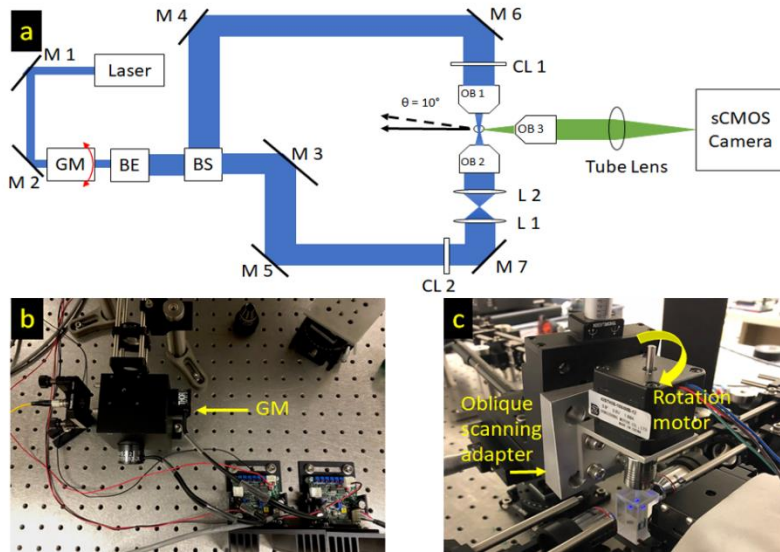 a
M 1
Laser
M 2
GM
BE
BS
M 4
M 6
CL 1
OB 1
θ = 10°
OB 3
OB 2
M 3
L 2
L 1
M 5
CL 2
M 7
Tube Lens
sCMOS
Camera
b
GM
c
Rotation
motor
Oblique
scanning
adapter